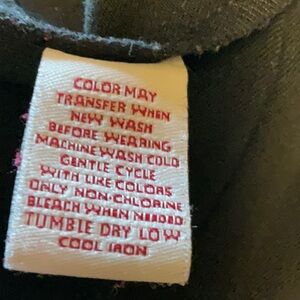 COLOR MAY
TRANSFER WHEN
NEW WASH
BEFORE WEARING
MACHINE WASH COLD
GENTLE CYCLE
WITH LIKE COLORS
ONLY NON-CHLORINE
BLEACH WHEN NEEDED
TUMBLE DRY LOW
COOL IRON